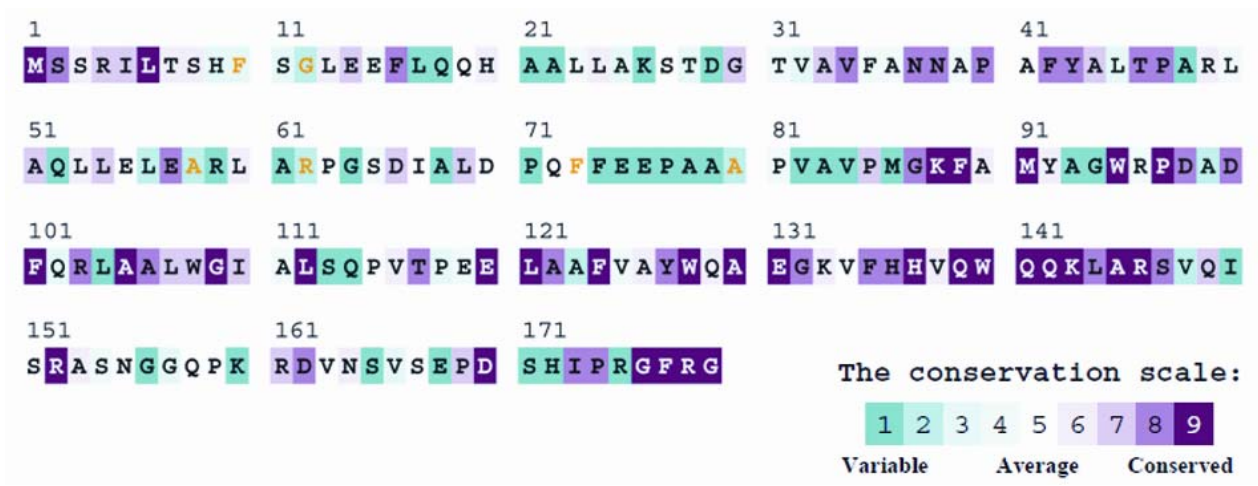 1 11 21 31 41
MSSRILTSHF SGLEEFLQQH AALLAKSTDG TVAVFANNAP AFYALTPARL
51 61 71 81 91
AQLLELEARL ARPGSDIALD PQFFEEPAAA PVAVPMGKFA MYAGWRPDAD
101 111 121 131 141
FQRLAALWGI ALSQPVTPEE LAAFVAYWQA EGKVFHHVQW QQKLARSVQI
151 161 171
SRASNGGQPK RDVNSVSEPD SHIPRGFRG
The conservation scale:
1 2 3 4 5 6 7 8 9
Variable Average Conserved